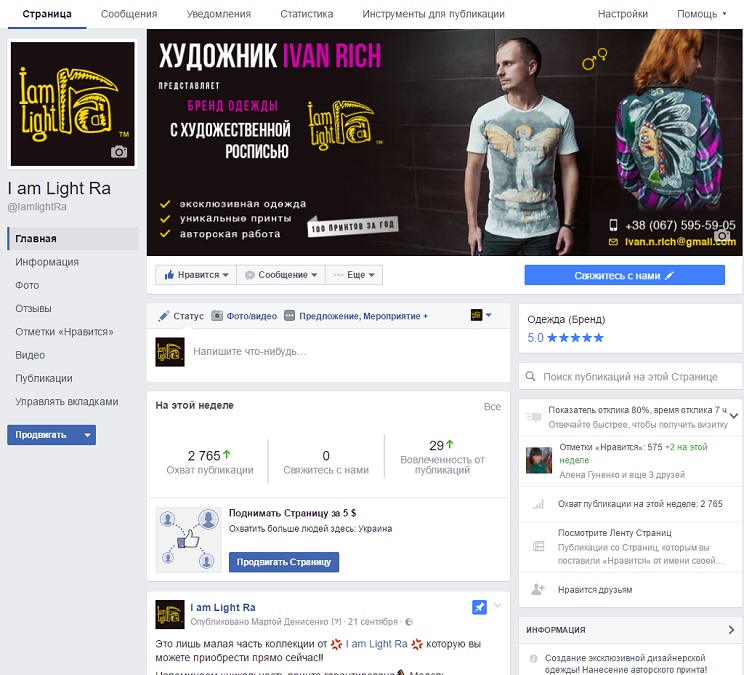 Страница Сообщения Уведомления Статистика Инструменты для публикации Настройки Помощь
I am
Light Ra
TM
I am Light Ra
@IamlightRa
Главная
Информация
Фото
Отзывы
Отметки «Нравится»
Видео
Публикации
Управлять вкладками
Продвигать
ХУДОЖНИК IVAN RICH
ПРЕДСТАВЛЯЕТ
БРЕНД ОДЕЖДЫ
С ХУДОЖЕСТВЕННОЙ
РОСПИСЬЮ
I am
Light Ra
TM
эксклюзивная одежда
уникальные принты
авторская работа
100 ПРИНТОВ ЗА ГОД
+38 (067) 595-59-05
ivan.n.rich@gmail.com
Нравится Сообщение ··· Еще
Свяжитесь с нами
Статус Фото/видео Предложение, Мероприятие +
Напишите что-нибудь...
На этой неделе Все
2 765 0 29
Охват публикации Свяжитесь с нами Вовлеченность от
публикаций
Поднимать Страницу за 5 $
Охватить больше людей здесь: Украина
Продвигать Страницу
I am Light Ra
Опубликовано Мартой Денисенко [?] · 21 сентября ·
Это лишь малая часть коллекции от I am Light Ra которую вы
можете приобрести прямо сейчас!!
Напоминаем уникальность принта гарантирована Модель
Одежда (Бренд)
5.0 ★★★★★
Поиск публикаций на этой Странице
Показатель отклика 80%, время отклика 7 ч
Отвечайте быстрее, чтобы получить визитку
Отметки «Нравится»: 575 +2 на этой
неделе
Алена Гуненко и еще 3 друзей
Охват публикации на этой неделе: 2 765
Посмотрите Ленту Страниц
Публикации со Страниц, которым вы
поставили «Нравится» от имени своей...
Нравится друзьям
ИНФОРМАЦИЯ
Создание эксклюзивной дизайнерской
одежды! Нанесение авторского принта!